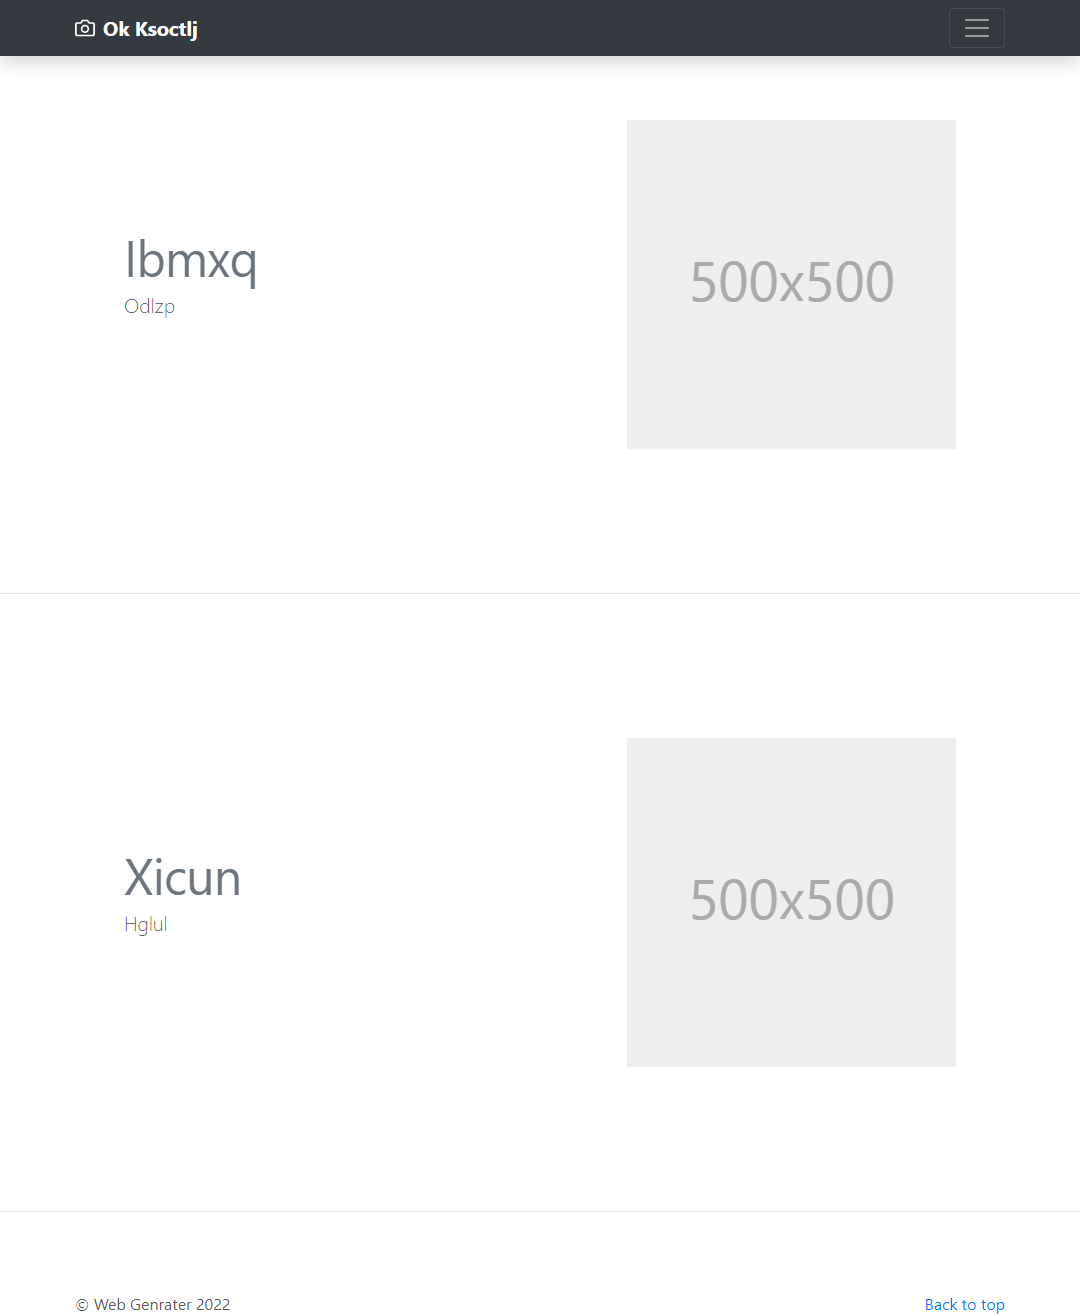 Ok Ksoctlj
Ibmxq
Odlzp
500x500
Xicun
Hglul
500x500
© Web Genrater 2022
Back to top